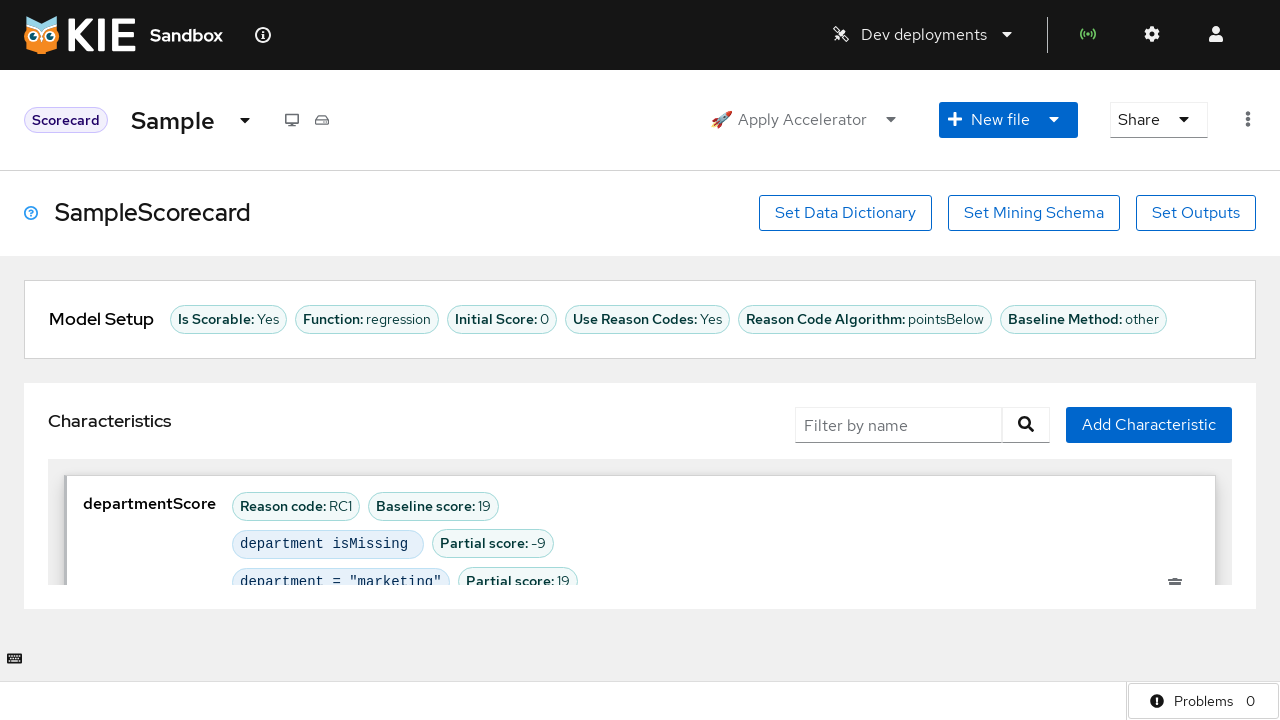 KIE Sandbox Dev deployments
Scorecard Sample 🚀 Apply Accelerator New file Share
SampleScorecard Set Data Dictionary Set Mining Schema Set Outputs
Model Setup Is Scorable: Yes Function: regression Initial Score: 0 Use Reason Codes: Yes Reason Code Algorithm: pointsBelow Baseline Method: other
Characteristics Filter by name Add Characteristic
departmentScore Reason code: RC1 Baseline score: 19
department isMissing Partial score: -9
department = "marketing" Partial score: 19
Problems 0